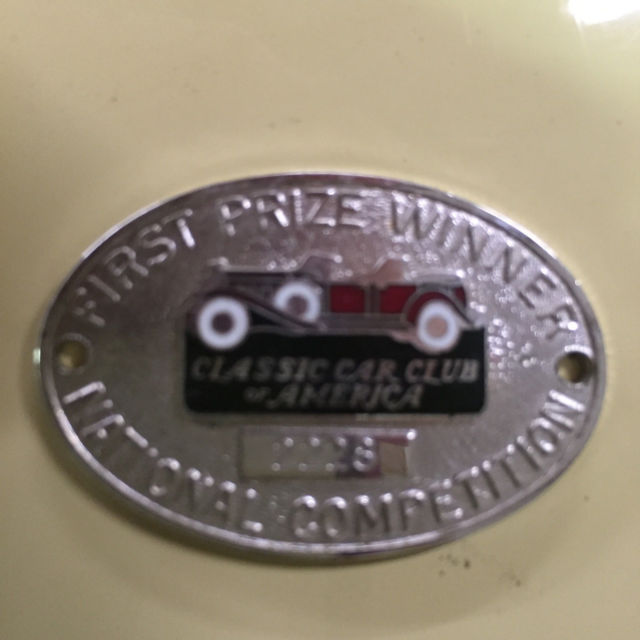 FIRST PRIZE WINNER
CLASSIC CAR CLUB
OF AMERICA
NATIONAL COMPETITION